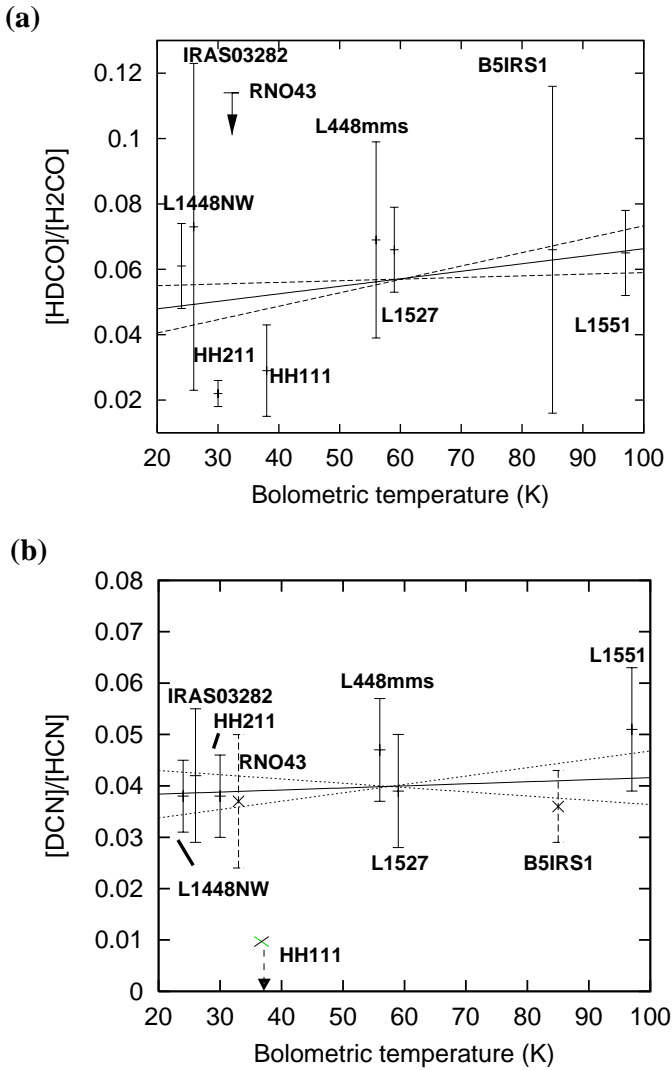 (a)
IRAS03282
B5IRS1
0.12
RNO43
0.1
L448mms
0.08
L1448NW
0.06
L1527
L1551
0.04
HH211
HH111
0.02
[HDCO]/[H2CO]
20 30 40 50 60 70 80 90 100
Bolometric temperature (K)
(b)
0.08
0.07
L1551
L448mms
0.06
IRAS03282
HH211
0.05
RNO43
0.04
0.03
L1527
B5IRS1
L1448NW
0.02
0.01
HH111
0
[DCN]/[HCN]
20 30 40 50 60 70 80 90 100
Bolometric temperature (K)